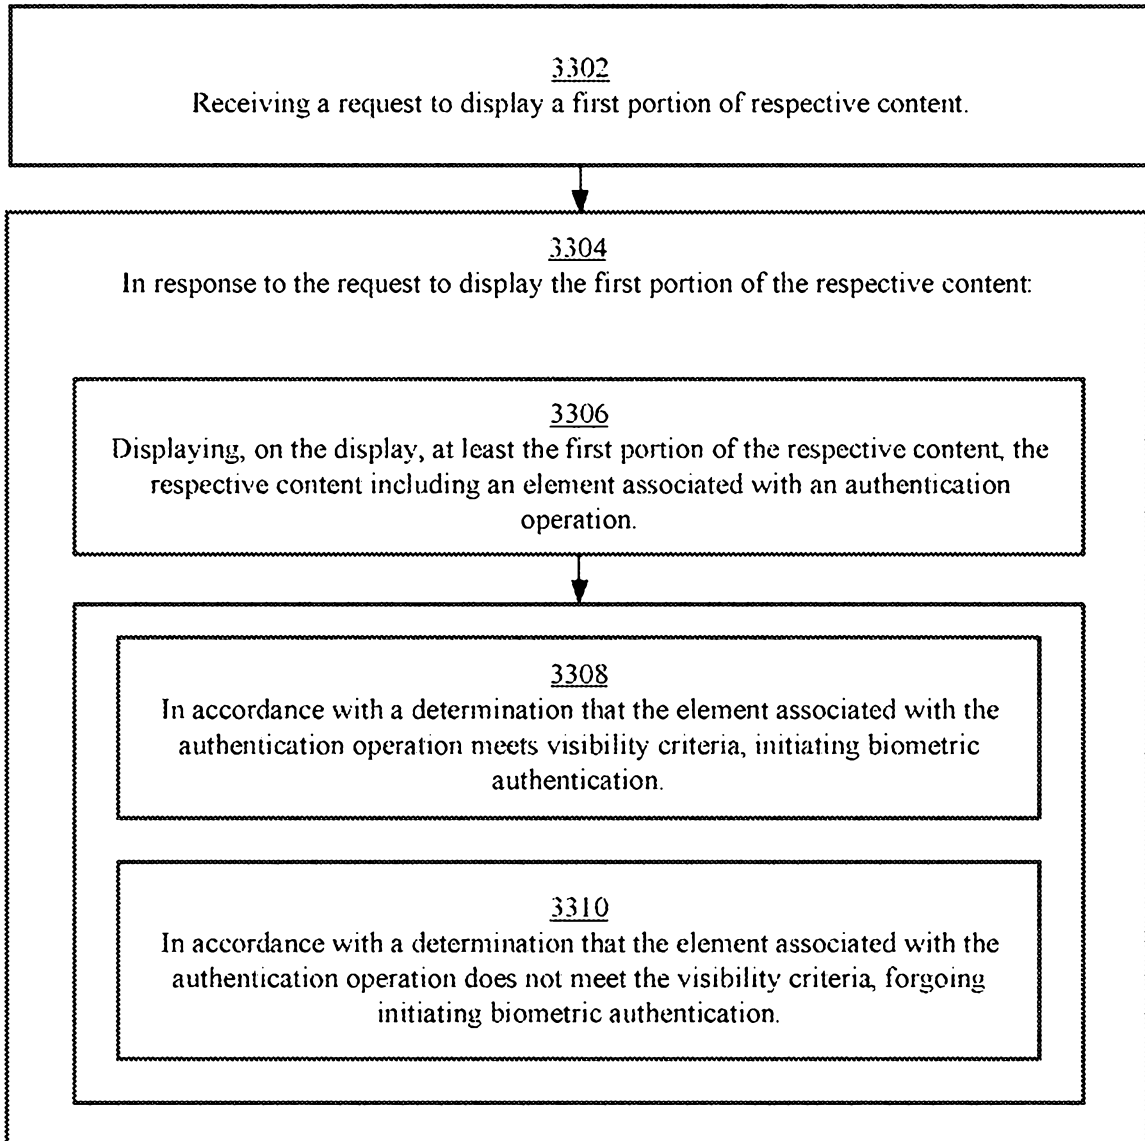 3302
Receiving a request to display a first portion of respective content.
3304
In response to the request to display the first portion of the respective content:
3306
Displaying, on the display, at least the first portion of the respective content, the
respective content including an element associated with an authentication
operation.
3308
In accordance with a determination that the element associated with the
authentication operation meets visibility criteria, initiating biometric
authentication.
3310
In accordance with a determination that the element associated with the
authentication operation does not meet the visibility criteria, forgoing
initiating biometric authentication.